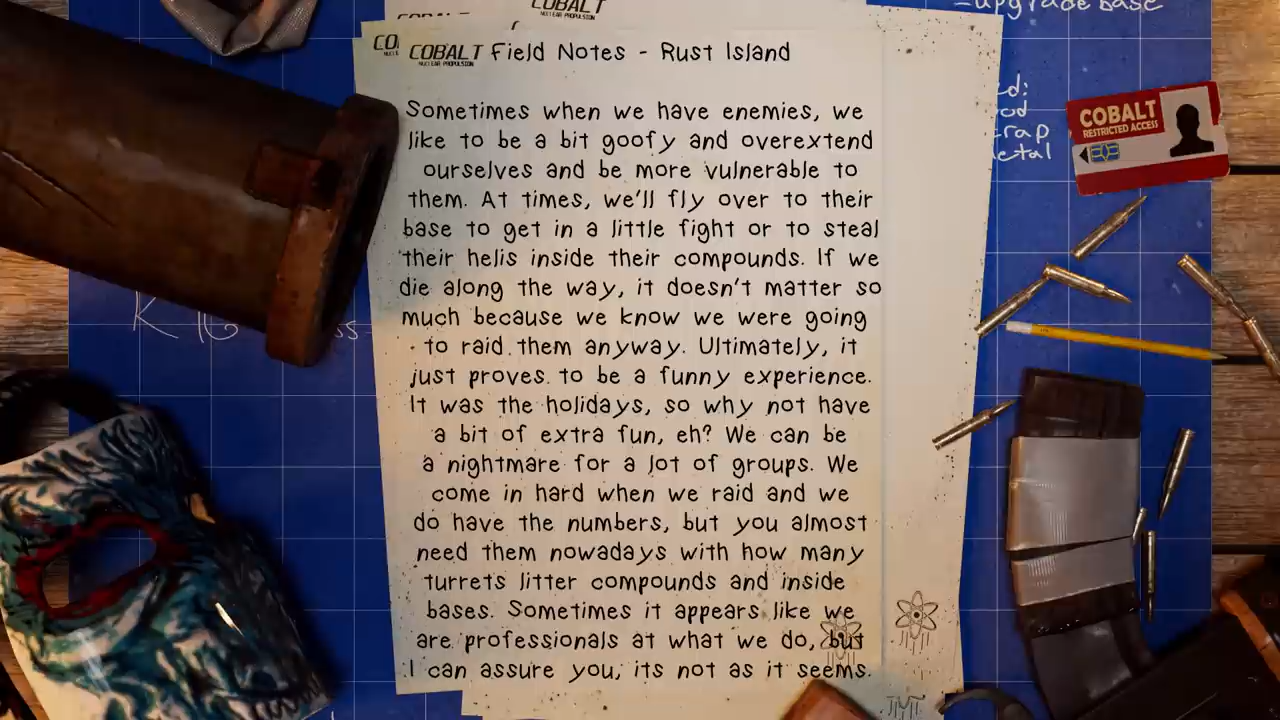 COBALT
=upgrade base
CO
COBALT Field Notes - Rust Island
NUCLEAR PROPULSION
Sometimes when we have enemies, we
like to be a bit goofy and overextend
ourselves and be more vulnerable to
them. At times, we'll fly over to their
base to get in a little fight or to steal
their helis inside their compounds. If we
die along the way, it doesn't matter so
much because we know we were going
to raid them anyway. Ultimately, it
just proves to be a funny experience.
It was the holidays, so why not have
a bit of extra fun, eh? We can be
a nightmare for a lot of groups. We
come in hard when we raid and we
do have the numbers, but you almost
need them nowadays with how many
turrets litter compounds and inside
bases. Sometimes it appears like we
are professionals at what we do, but
I can assure you, its not as it seems.
COBALT
RESTRICTED ACCESS